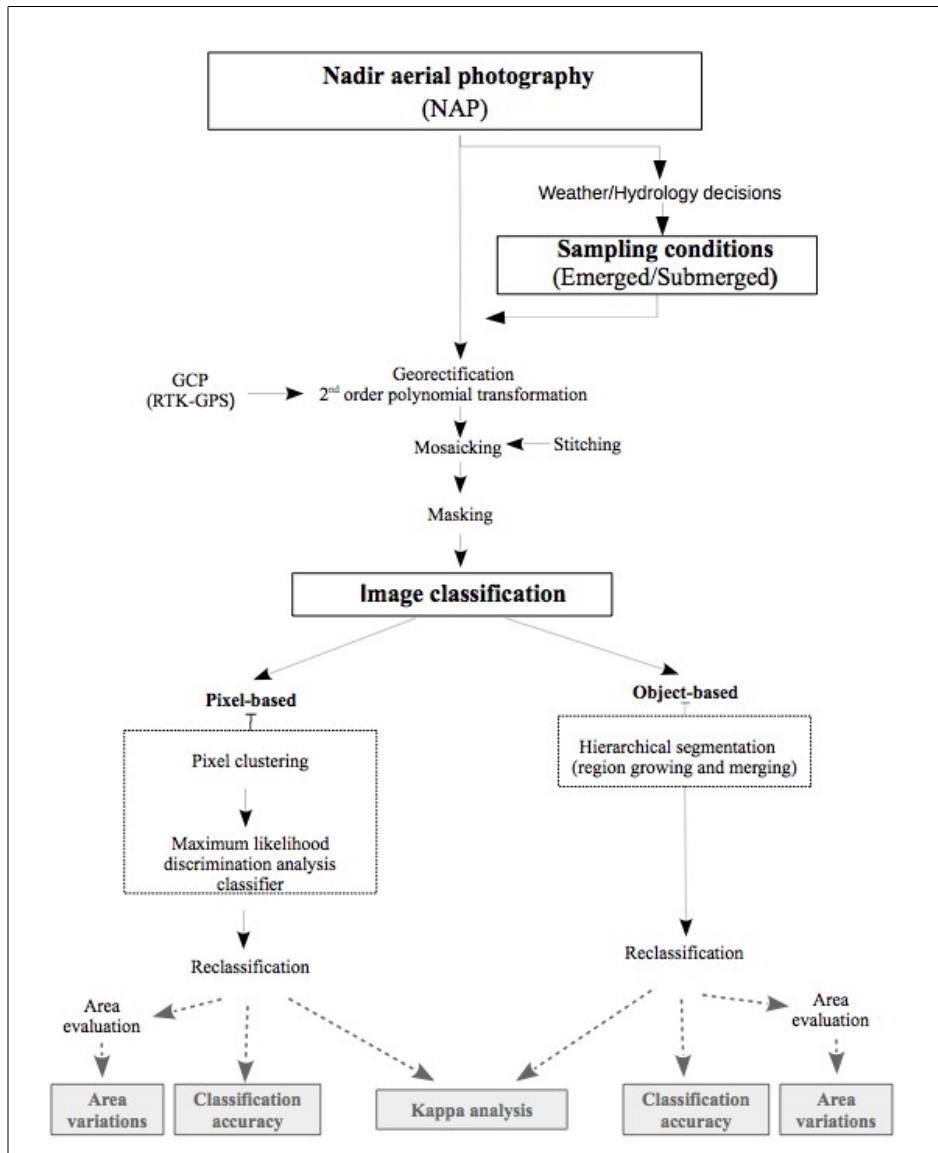 Nadir aerial photography
(NAP)
Weather/Hydrology decisions
Sampling conditions
(Emerged/Submerged)
GCP
(RTK-GPS)
Georectification
2nd order polynomial transformation
Mosaicking
Stitching
Masking
Image classification
Pixel-based
Object-based
Pixel clustering
Maximum likelihood
discrimination analysis
classifier
Hierarchical segmentation
(region growing and merging)
Reclassification
Reclassification
Area
evaluation
Area
evaluation
Area
variations
Classification
accuracy
Kappa analysis
Classification
accuracy
Area
variations